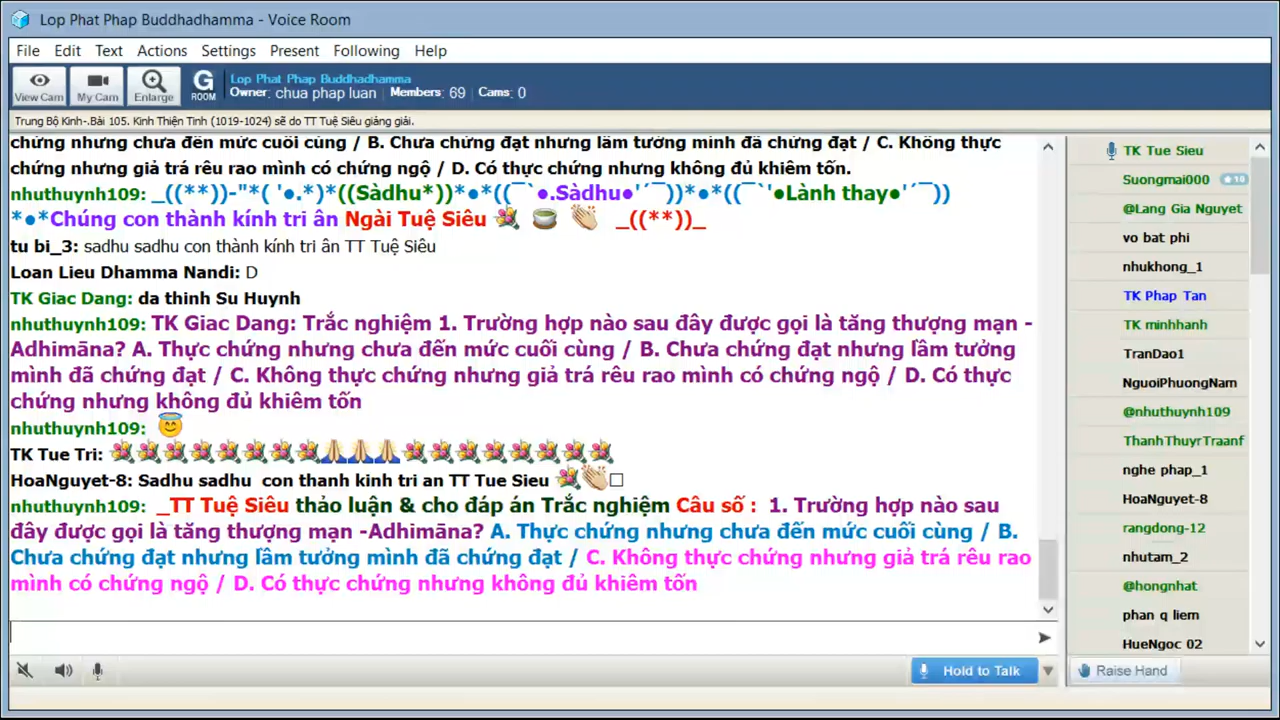 Lop Phat Phap Buddhadhamma - Voice Room
File Edit Text Actions Settings Present Following Help
View Cam My Cam Enlarge G ROOM
Lop Phat Phap Buddhadhamma
Owner: chua phap luan , Members: 69 Cams: 0
Trung Bộ Kinh-.Bài 105. Kinh Thiện Tinh (1019-1024) sẽ do TT Tuệ Siêu giảng giải.
chứng nhưng chưa đến mức cuối cùng / B. Chưa chứng đạt nhưng lầm tưởng mình đã chứng đạt / C. Không thực
chứng nhưng giả trá rêu rao mình có chứng ngộ / D. Có thực chứng nhưng không đủ khiêm tốn.
nhuthuynh109: _((**))-"*( '●.*)*((Sàdhu*))*●*((¯`●.Sàdhu●'´¯))*●*((¯`'●Lành thay●'´¯))
*●*Chúng con thành kính tri ân Ngài Tuệ Siêu 💐 🍵 👏 _((**))_
tu bi_3: sadhu sadhu con thành kính tri ân TT Tuệ Siêu
Loan Lieu Dhamma Nandi: D
TK Giac Dang: da thinh Su Huynh
nhuthuynh109: TK Giac Dang: Trắc nghiệm 1. Trường hợp nào sau đây được gọi là tăng thượng mạn -
Adhimāna? A. Thực chứng nhưng chưa đến mức cuối cùng / B. Chưa chứng đạt nhưng lầm tưởng
mình đã chứng đạt / C. Không thực chứng nhưng giả trá rêu rao mình có chứng ngộ / D. Có thực
chứng nhưng không đủ khiêm tốn
nhuthuynh109: 😇
TK Tue Tri: 💐💐💐💐💐💐💐💐🙏🙏🙏💐💐💐💐💐💐💐💐
HoaNguyet-8: Sadhu sadhu con thanh kinh tri an TT Tue Sieu 💐👏□
nhuthuynh109: _TT Tuệ Siêu thảo luận & cho đáp án Trắc nghiệm Câu số : 1. Trường hợp nào sau
đây được gọi là tăng thượng mạn -Adhimāna? A. Thực chứng nhưng chưa đến mức cuối cùng / B.
Chưa chứng đạt nhưng lầm tưởng mình đã chứng đạt / C. Không thực chứng nhưng giả trá rêu rao
mình có chứng ngộ / D. Có thực chứng nhưng không đủ khiêm tốn
Hold to Talk
TK Tue Sieu
Suongmai000 10
@Lang Gia Nguyet
vo bat phi
nhukhong_1
TK Phap Tan
TK minhhanh
TranDao1
NguoiPhuongNam
@nhuthuynh109
ThanhThuyrTraanf
nghe phap_1
HoaNguyet-8
rangdong-12
nhutam_2
@hongnhat
phan q liem
HueNgoc 02
Raise Hand